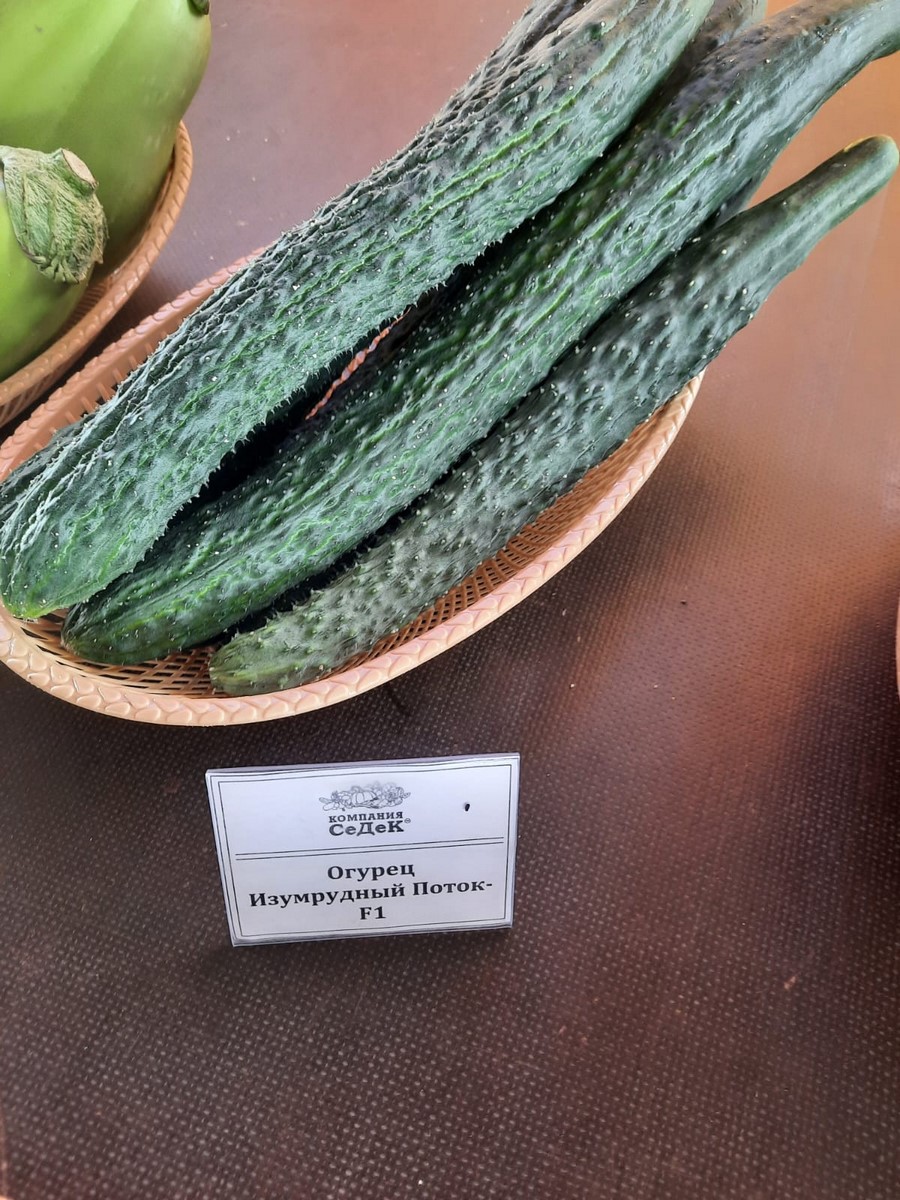 КОМПАНИЯ
СеДеК®
Огурец
Изумрудный Поток-
F1